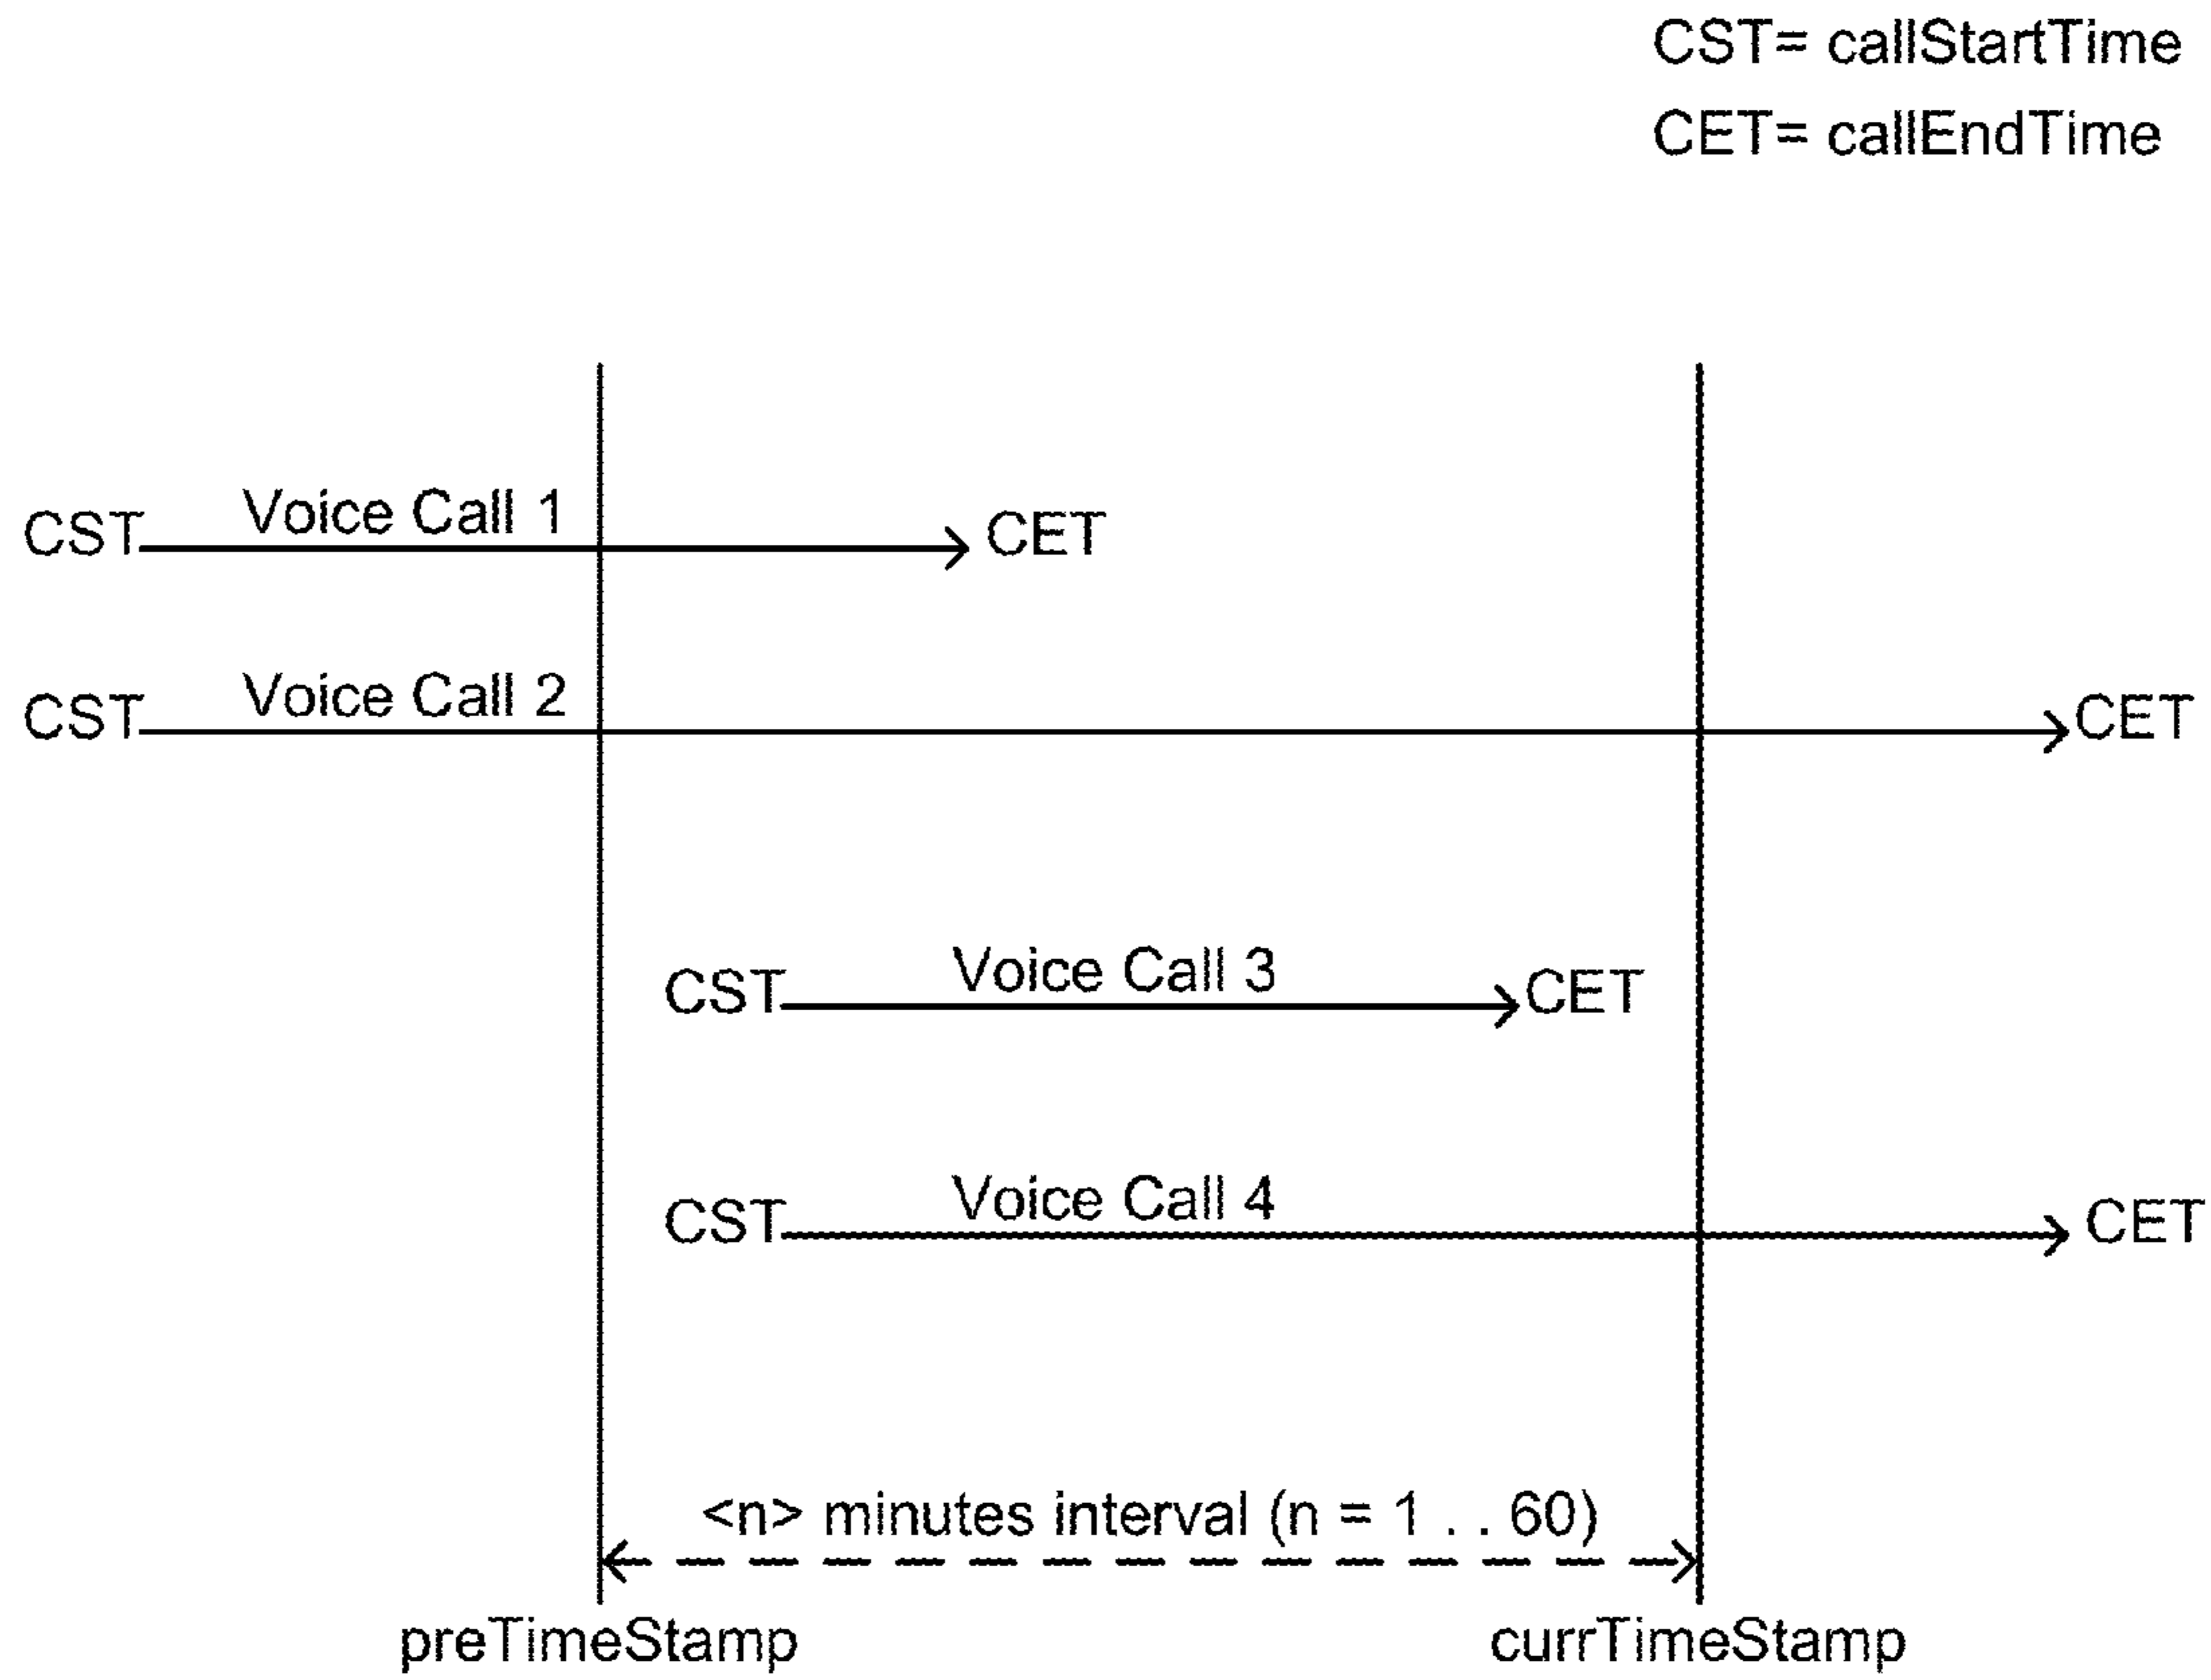 CST= callStartTime
CET= callEndTime
Voice Call 1
CST CET
Voice Call 2
CST CET
Voice Call 3
CST CET
Voice Call 4
CST CET
<n> minutes interval (n = 1 . . 60)
preTimeStamp currTimeStamp